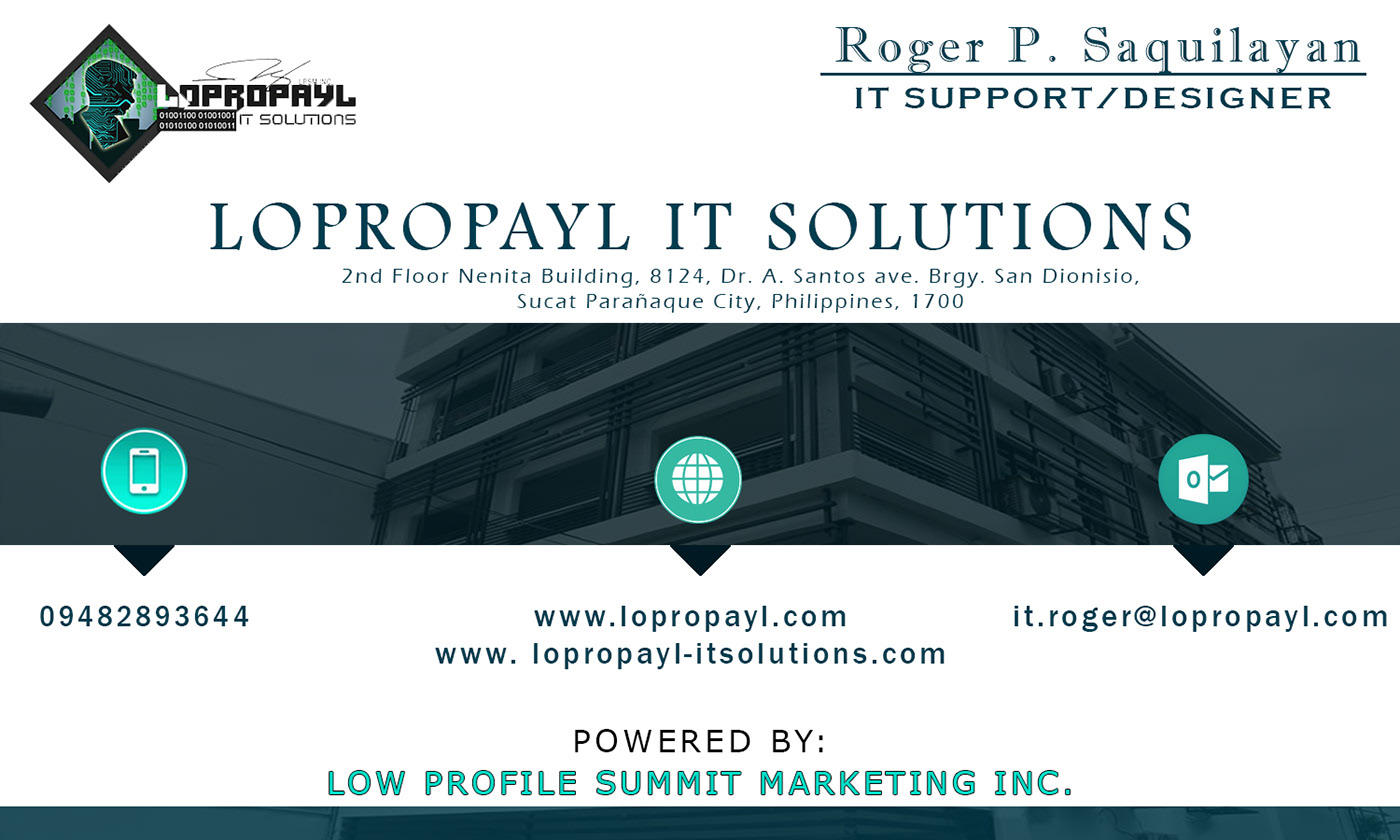 Roger P. Saquilayan
IT SUPPORT/DESIGNER
LPSM INC.
LOPROPAYL
01001100 01001001
01010100 01010011
IT SOLUTIONS
LOPROPAYL IT SOLUTIONS
2nd Floor Nenita Building, 8124, Dr. A. Santos ave. Brgy. San Dionisio,
Sucat Parañaque City, Philippines, 1700
09482893644
www.lopropayl.com
www. lopropayl-itsolutions.com
it.roger@lopropayl.com
POWERED BY:
LOW PROFILE SUMMIT MARKETING INC.